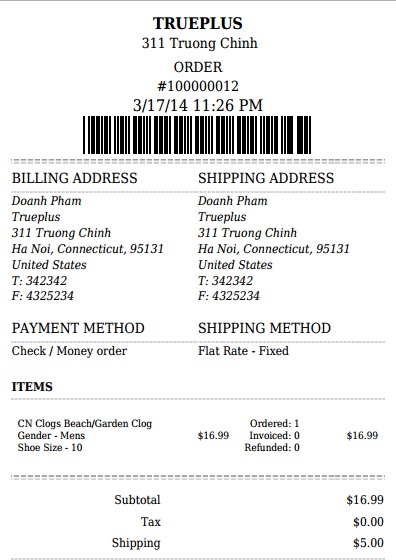 TRUEPLUS
311 Truong Chinh
ORDER
#100000012
3/17/14 11:26 PM
BILLING ADDRESS
Doanh Pham
Trueplus
311 Truong Chinh
Ha Noi, Connecticut, 95131
United States
T: 342342
F: 4325234
SHIPPING ADDRESS
Doanh Pham
Trueplus
311 Truong Chinh
Ha Noi, Connecticut, 95131
United States
T: 342342
F: 4325234
PAYMENT METHOD
Check / Money order
SHIPPING METHOD
Flat Rate - Fixed
ITEMS
CN Clogs Beach/Garden Clog
Gender - Mens
Shoe Size - 10
$16.99
Ordered: 1
Invoiced: 0
Refunded: 0
$16.99
Subtotal $16.99
Tax $0.00
Shipping $5.00